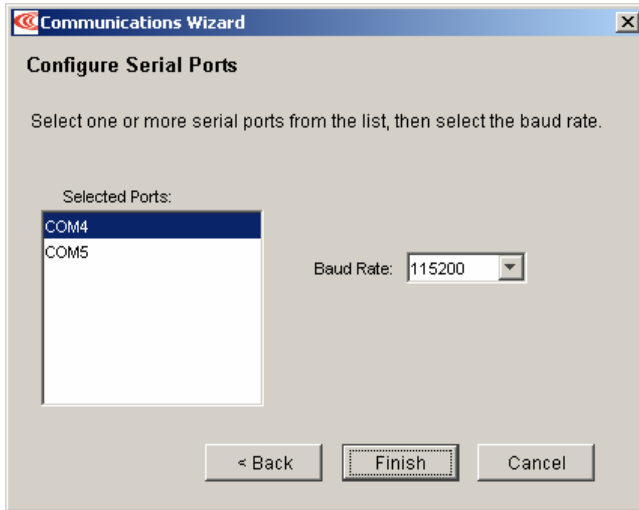 Communications Wizard
Configure Serial Ports
Select one or more serial ports from the list, then select the baud rate.
Selected Ports:
COM4
COM5
Baud Rate: 115200
< Back Finish Cancel